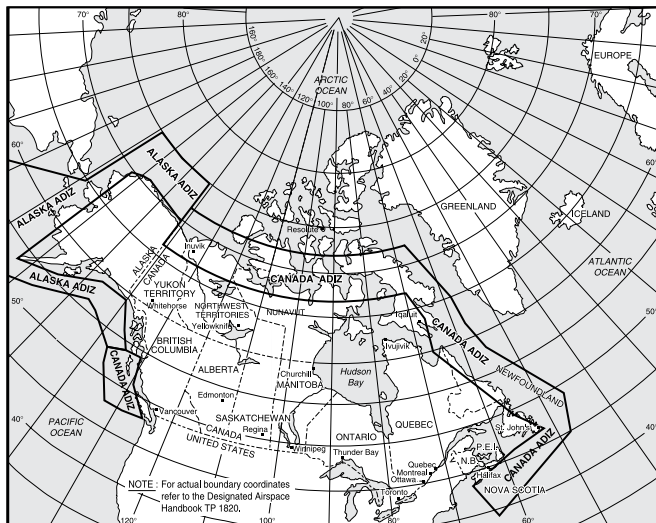 70°
60°
50°
40°
160°
160°
160°
140°
120°
100°
80°
60°
40°
20°
0°
20°
80°
70°
60°
50°
40°
ARCTIC
OCEAN
EUROPE
GREENLAND
ICELAND
ATLANTIC
OCEAN
ALASKA ADIZ
ALASKA ADIZ
ALASKA ADIZ
Resolute
Inuvik
ALASKA
CANADA
CANADA ADIZ
YUKON
TERRITORY
Whitehorse
NORTHWEST
TERRITORIES
Yellowknife
NUNAVUT
Iqaluit
CANADA ADIZ
Ivujivik
NEWFOUNDLAND
CANADA ADIZ
BRITISH
COLUMBIA
ALBERTA
Churchill
MANITOBA
Hudson
Bay
Edmonton
SASKATCHEWAN
Vancouver
Regina
CANADA
UNITED STATES
Winnipeg
ONTARIO
QUEBEC
Thunder Bay
PACIFIC
OCEAN
St. John's
CANADA ADIZ
P.E.I.
N.B.
Quebec
Montreal
Ottawa
Halifax
NOVA SCOTIA
Toronto
NOTE : For actual boundary coordinates
refer to the Designated Airspace
Handbook TP 1820.
120°
100°
80°
60°